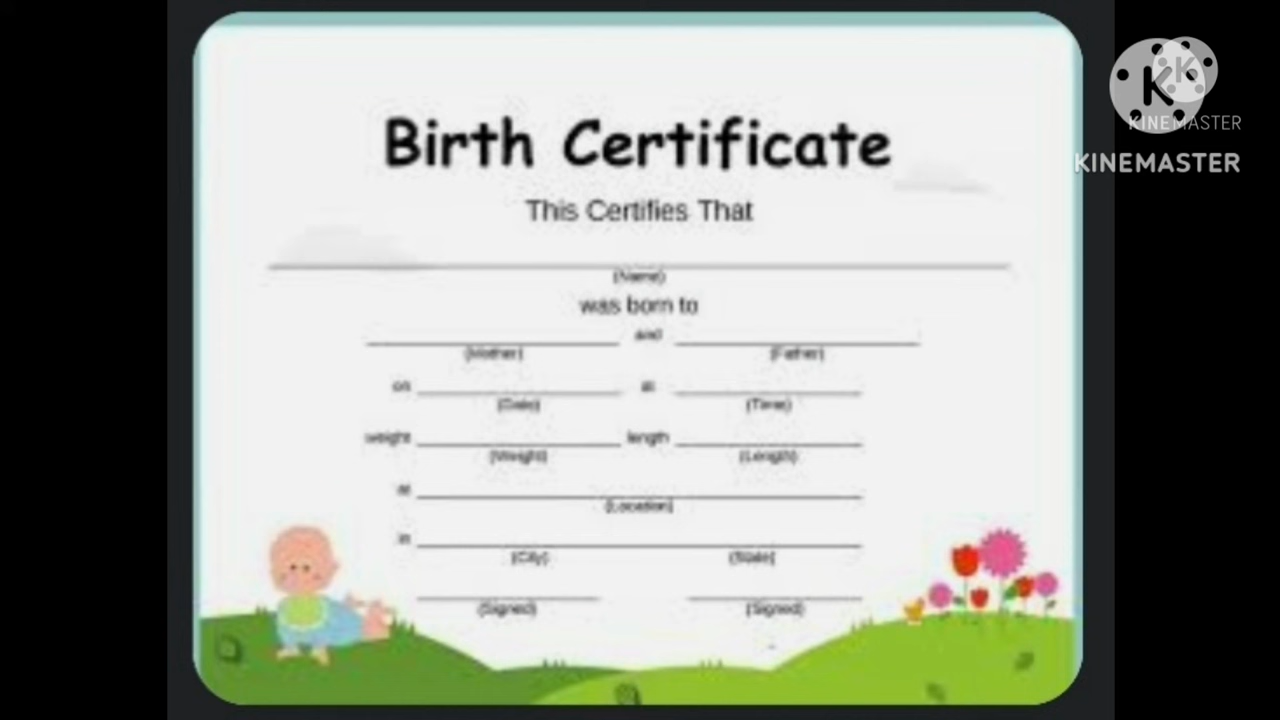 Birth Certificate
This Certifies That
(Name)
was born to
and
(Mother) (Father)
on at
(Date) (Time)
weight length
(Weight) (Length)
at
(Location)
in
(City) (State)
(Signed) (Signed)
KINEMASTER
KINEMASTER